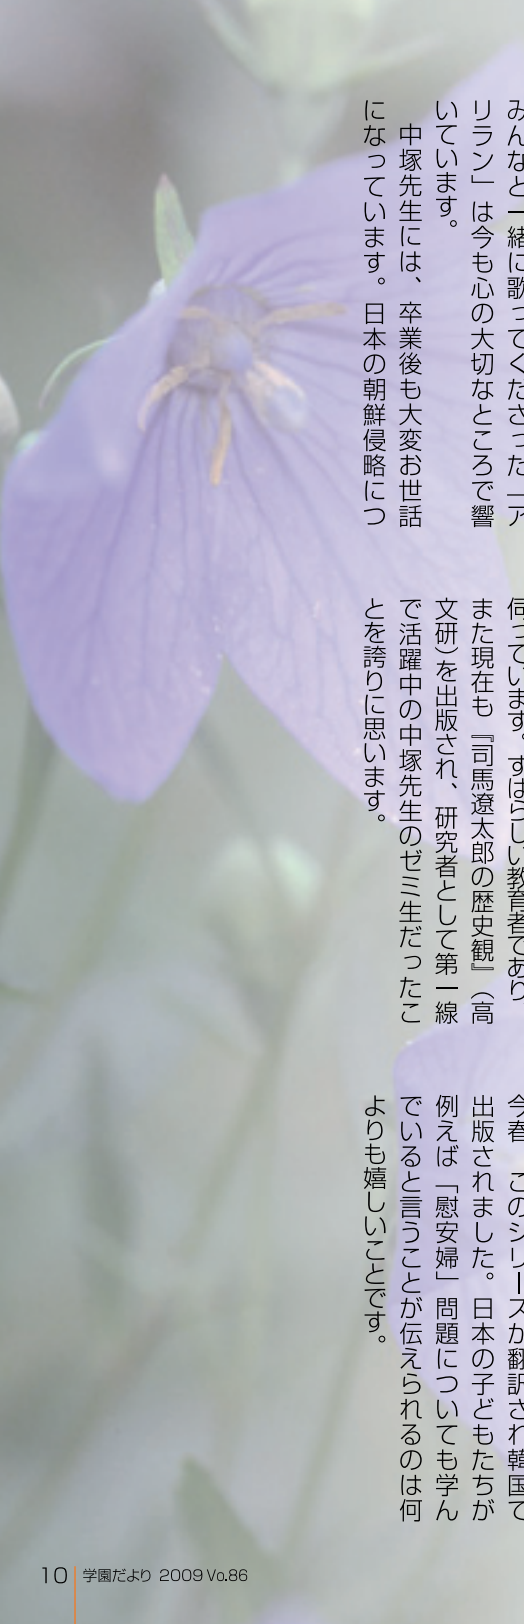 みんなと一緒に歌ってくださった「ア
リラン」は今も心の大切なところで響
いています。
中塚先生には、卒業後も大変お世話
になっています。日本の朝鮮侵略につ
伺っています。すばらしい教育者であり
また現在も『司馬遼太郎の歴史観』（高
文研）を出版され、研究者として第一線
で活躍中の中塚先生のゼミ生だったこ
とを誇りに思います。
今春、このシリーズが翻訳され韓国で
出版されました。日本の子どもたちが
例えば「慰安婦」問題についても学ん
でいると言うことが伝えられるのは何
よりも嬉しいことです。
10 学園だより 2009 Vo.86